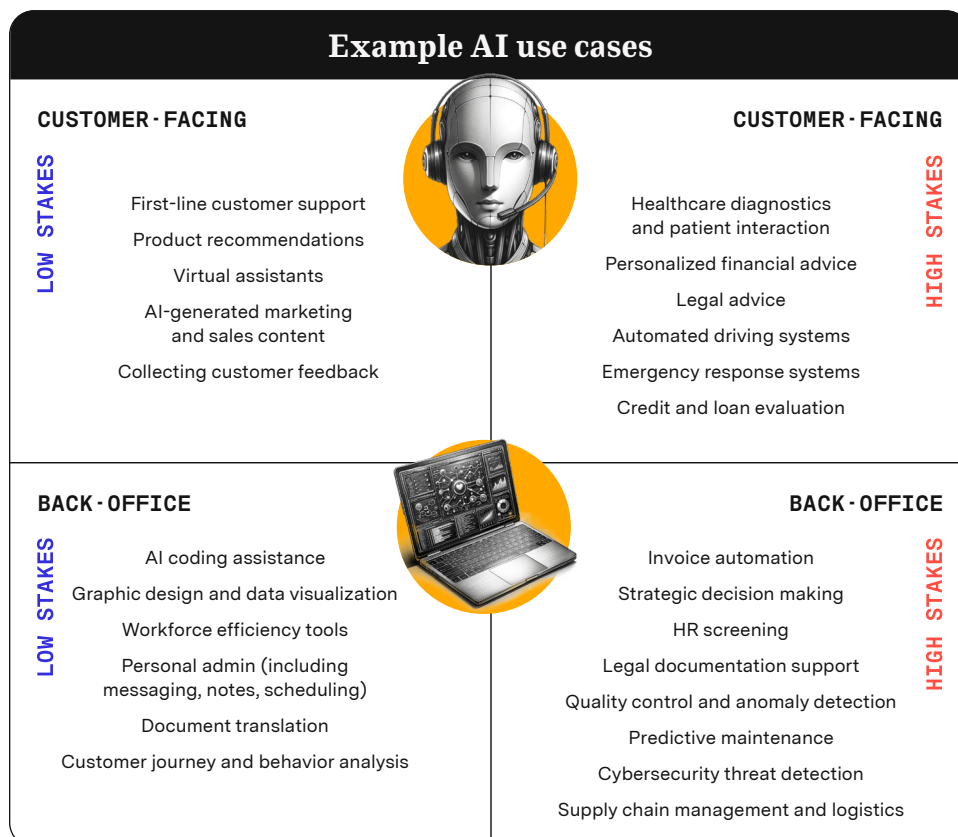 Example AI use cases
CUSTOMER-FACING
LOW STAKES
First-line customer support
Product recommendations
Virtual assistants
AI-generated marketing
and sales content
Collecting customer feedback
CUSTOMER-FACING
HIGH STAKES
Healthcare diagnostics
and patient interaction
Personalized financial advice
Legal advice
Automated driving systems
Emergency response systems
Credit and loan evaluation
BACK-OFFICE
LOW STAKES
AI coding assistance
Graphic design and data visualization
Workforce efficiency tools
Personal admin (including
messaging, notes, scheduling)
Document translation
Customer journey and behavior analysis
BACK-OFFICE
HIGH STAKES
Invoice automation
Strategic decision making
HR screening
Legal documentation support
Quality control and anomaly detection
Predictive maintenance
Cybersecurity threat detection
Supply chain management and logistics